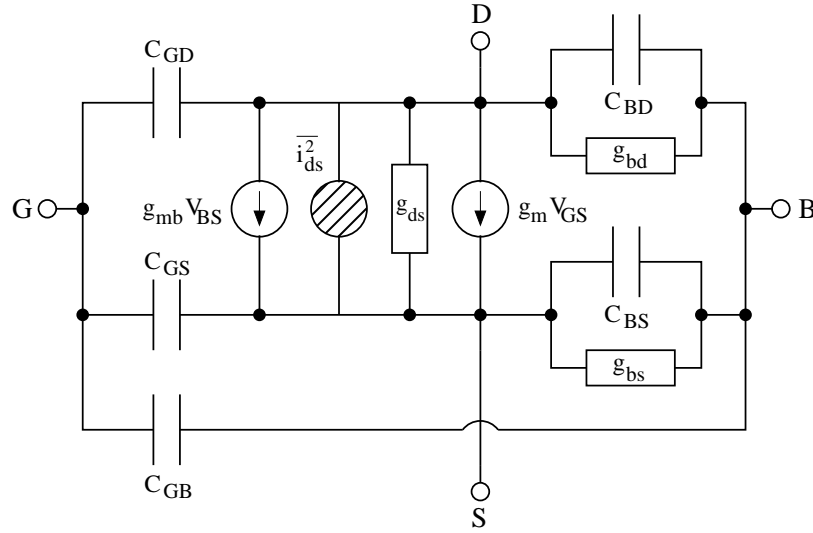 D
C_GD
C_BD
i_ds^2
g_bd
G
g_mb V_BS
g_ds
g_m V_GS
B
C_GS
C_BS
g_bs
C_GB
S